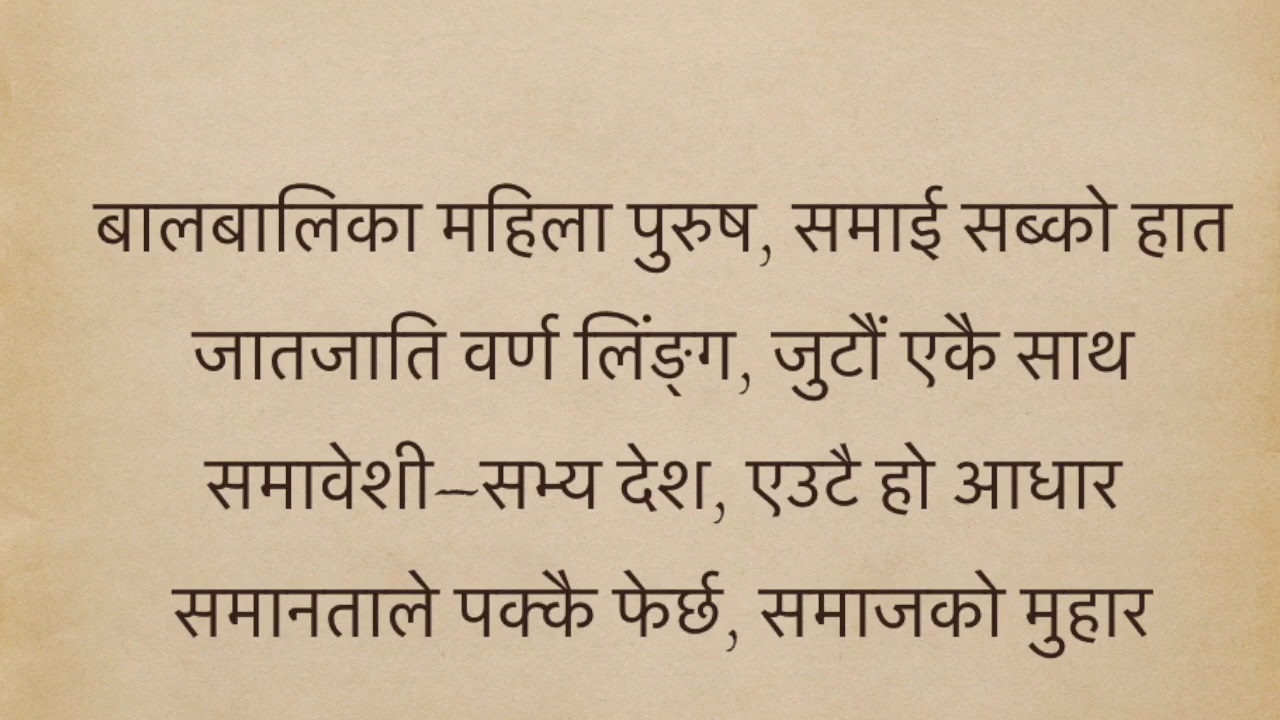 बालबालिका महिला पुरुष, समाई सब्को हात
जातजाति वर्ण लिंङ्ग, जुटौं एकै साथ
समावेशी–सभ्य देश, एउटै हो आधार
समानताले पक्कै फेर्छ, समाजको मुहार